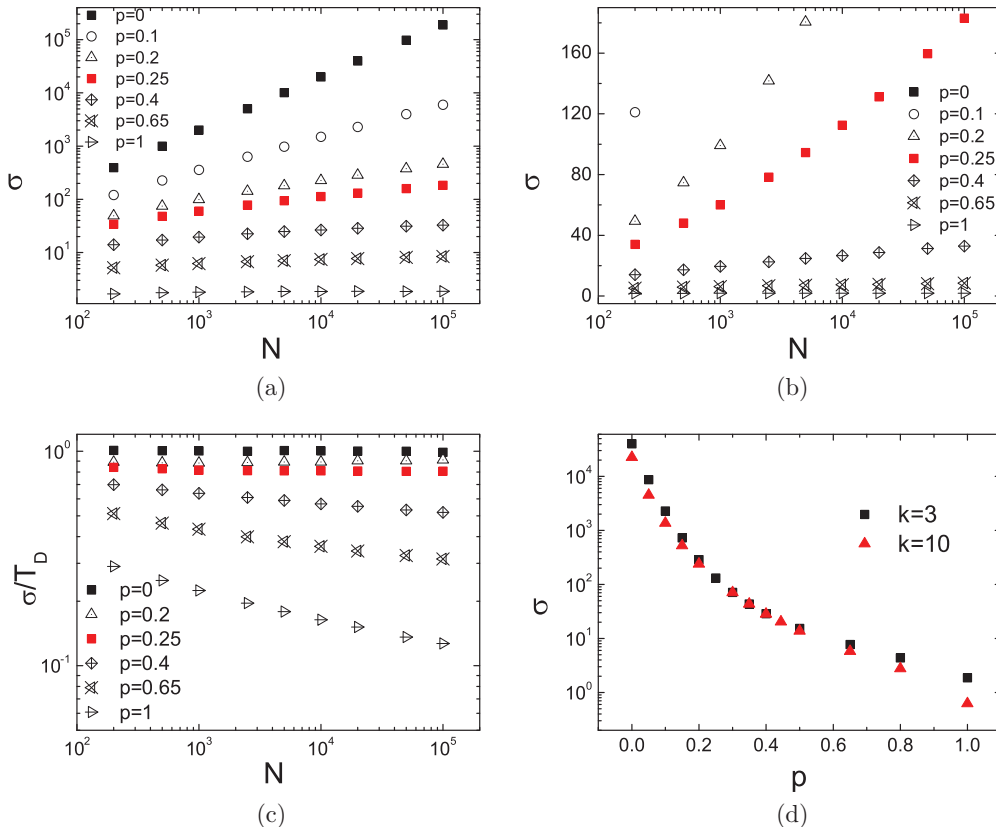 10^5
10^4
10^3
10^2
10^1
σ
p=0
p=0.1
p=0.2
p=0.25
p=0.4
p=0.65
p=1
10^2 10^3 10^4 10^5
N
(a)
160
120
80
40
0
σ
p=0
p=0.1
p=0.2
p=0.25
p=0.4
p=0.65
p=1
10^2 10^3 10^4 10^5
N
(b)
10^0
10^-1
σ/T_D
p=0
p=0.2
p=0.25
p=0.4
p=0.65
p=1
10^2 10^3 10^4 10^5
N
(c)
10^4
10^3
10^2
10^1
10^0
σ
k=3
k=10
0.0 0.2 0.4 0.6 0.8 1.0
p
(d)